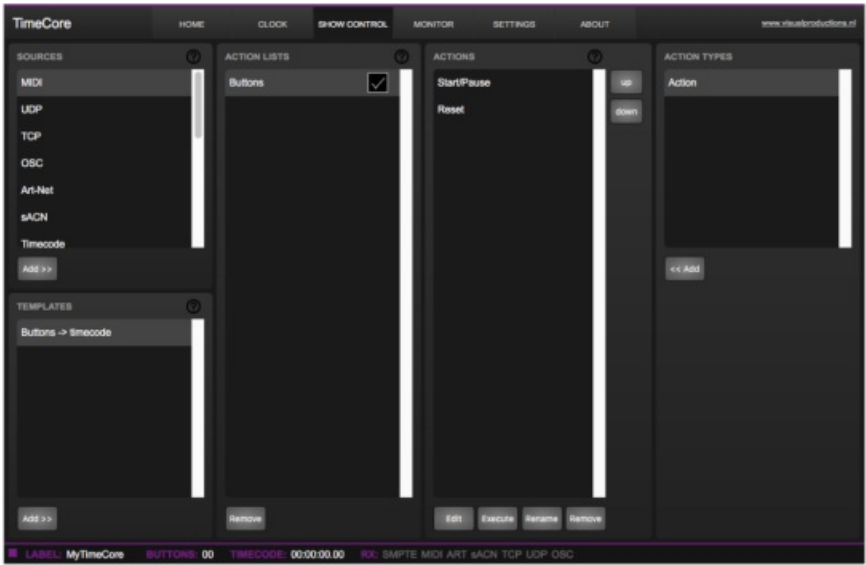 TimeCore
HOME CLOCK SHOW CONTROL MONITOR SETTINGS ABOUT www.visualproductions.nl
SOURCES ?
MIDI
UDP
TCP
OSC
Art-Net
sACN
Timecode
Add >>
TEMPLATES ?
Buttons -> timecode
Add >>
ACTION LISTS ?
Buttons
Remove
ACTIONS ?
Start/Pause
Reset
up
down
Edit Execute Rename Remove
ACTION TYPES
Action
<< Add
LABEL: MyTimeCore BUTTONS: 00 TIMECODE: 00:00:00.00 RX: SMPTE MIDI ART sACN TCP UDP OSC